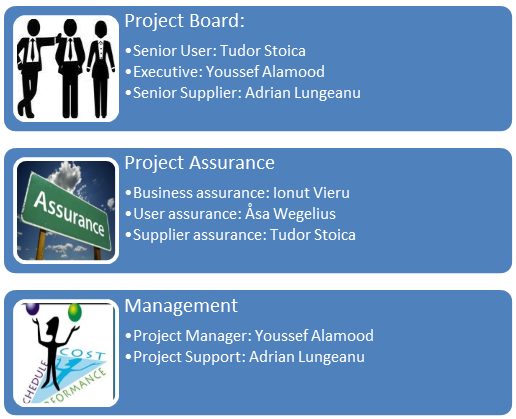 Project Board:
•Senior User: Tudor Stoica
•Executive: Youssef Alamood
•Senior Supplier: Adrian Lungeanu
Assurance
Project Assurance
•Business assurance: Ionut Vieru
•User assurance: Åsa Wegelius
•Supplier assurance: Tudor Stoica
Management
•Project Manager: Youssef Alamood
•Project Support: Adrian Lungeanu
COST